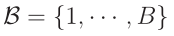 ℬ = {1, ⋯ , B}